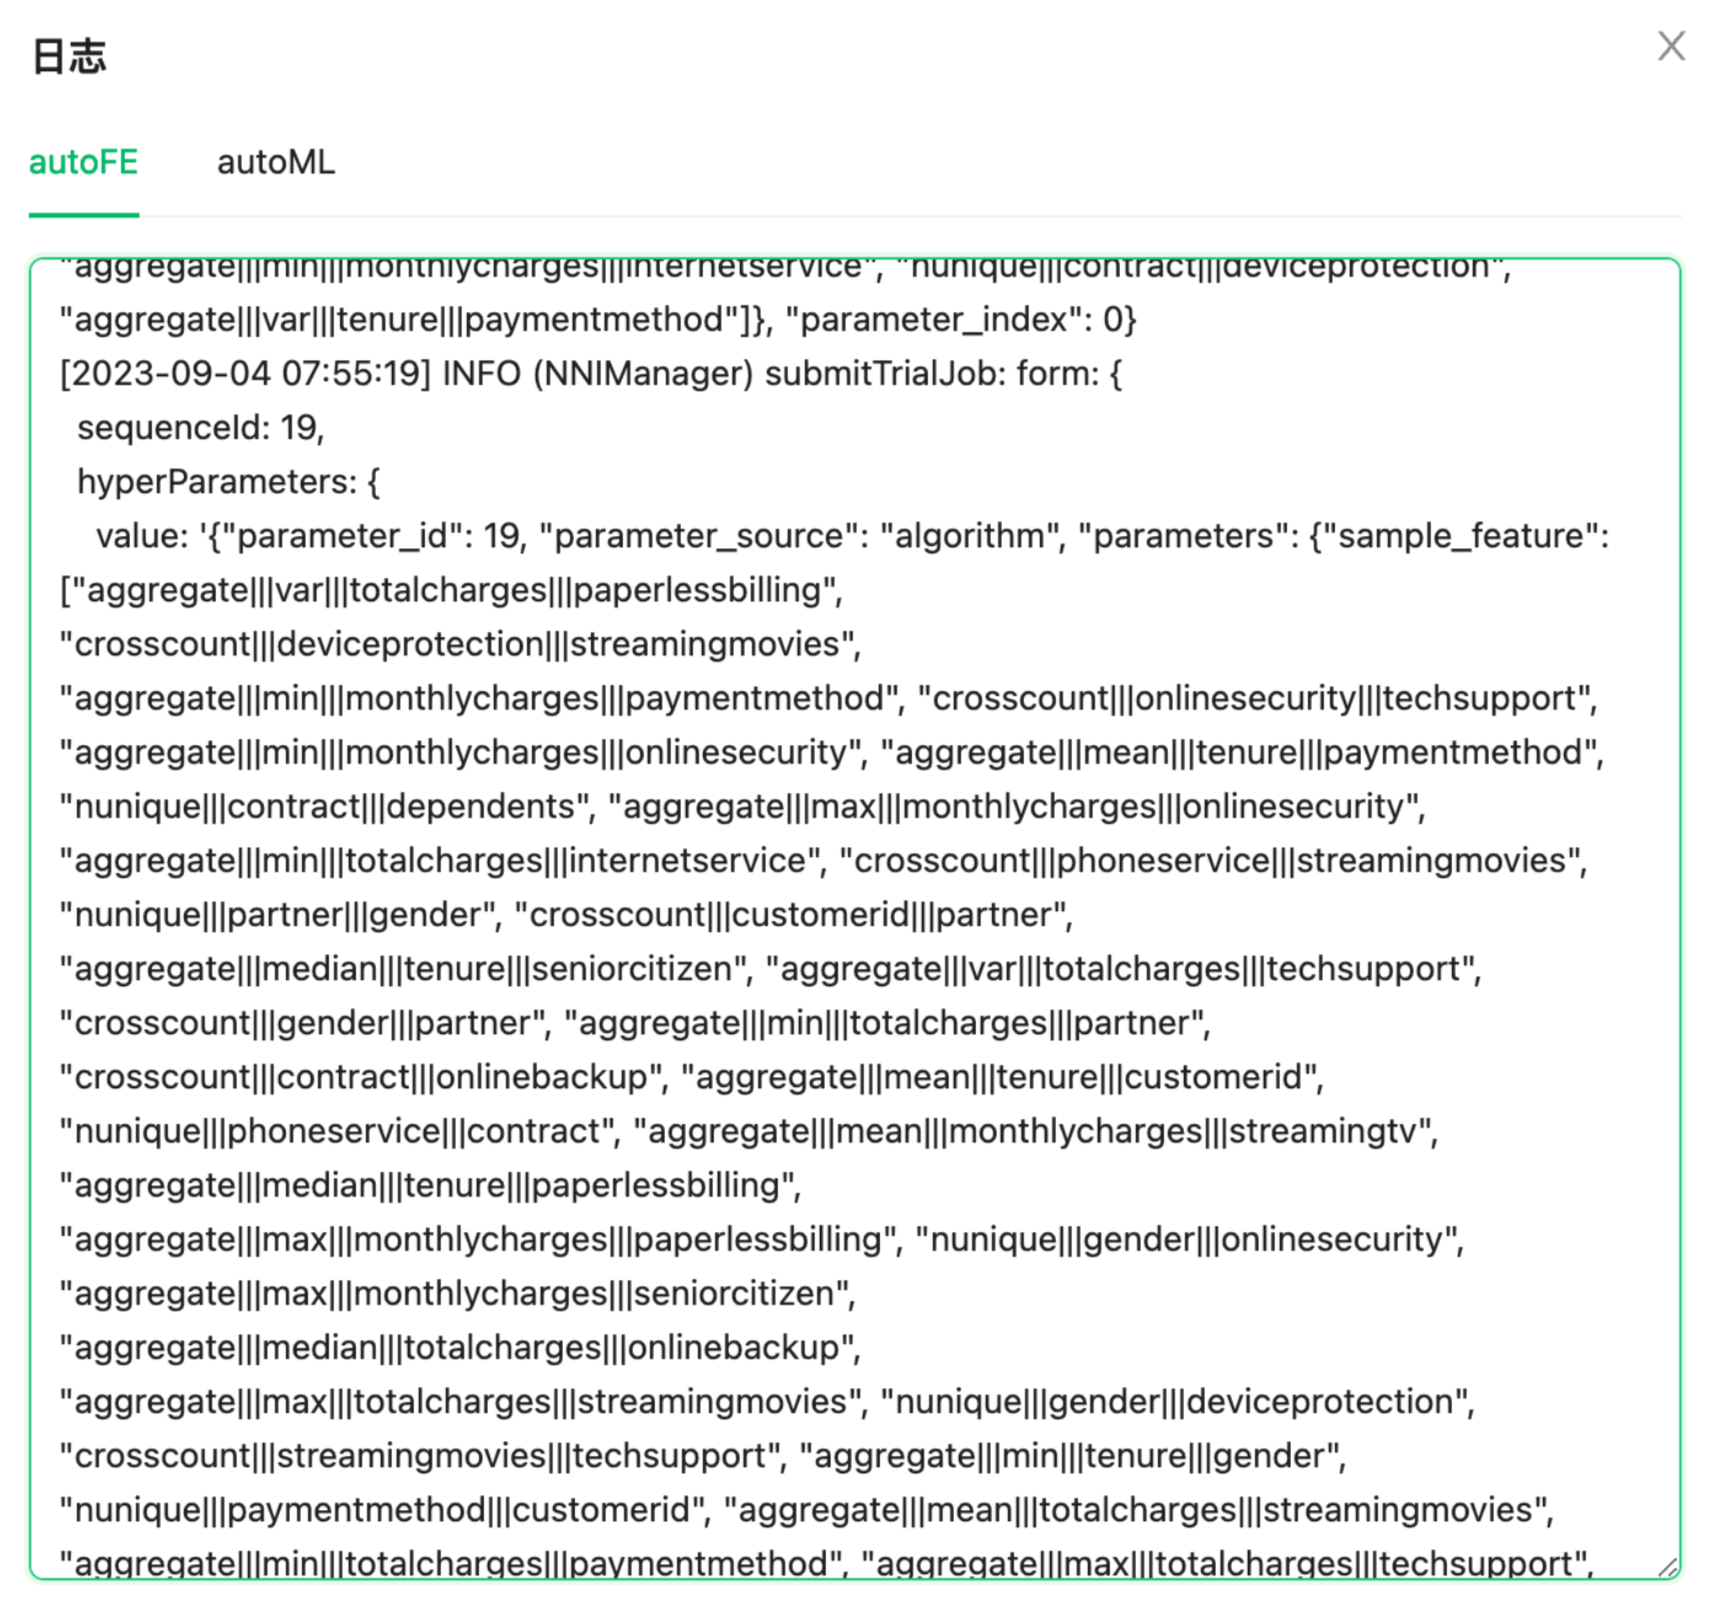 日志
autoFE autoML
"aggregate|||min|||monthlycharges|||internetservice", "nunique|||contract|||deviceprotection",
"aggregate|||var|||tenure|||paymentmethod"]}, "parameter_index": 0}
[2023-09-04 07:55:19] INFO (NNIManager) submitTrialJob: form: {
sequenceId: 19,
hyperParameters: {
value: '{"parameter_id": 19, "parameter_source": "algorithm", "parameters": {"sample_feature":
["aggregate|||var|||totalcharges|||paperlessbilling",
"crosscount|||deviceprotection|||streamingmovies",
"aggregate|||min|||monthlycharges|||paymentmethod", "crosscount|||onlinesecurity|||techsupport",
"aggregate|||min|||monthlycharges|||onlinesecurity", "aggregate|||mean|||tenure|||paymentmethod",
"nunique|||contract|||dependents", "aggregate|||max|||monthlycharges|||onlinesecurity",
"aggregate|||min|||totalcharges|||internetservice", "crosscount|||phoneservice|||streamingmovies",
"nunique|||partner|||gender", "crosscount|||customerid|||partner",
"aggregate|||median|||tenure|||seniorcitizen", "aggregate|||var|||totalcharges|||techsupport",
"crosscount|||gender|||partner", "aggregate|||min|||totalcharges|||partner",
"crosscount|||contract|||onlinebackup", "aggregate|||mean|||tenure|||customerid",
"nunique|||phoneservice|||contract", "aggregate|||mean|||monthlycharges|||streamingtv",
"aggregate|||median|||tenure|||paperlessbilling",
"aggregate|||max|||monthlycharges|||paperlessbilling", "nunique|||gender|||onlinesecurity",
"aggregate|||max|||monthlycharges|||seniorcitizen",
"aggregate|||median|||totalcharges|||onlinebackup",
"aggregate|||max|||totalcharges|||streamingmovies", "nunique|||gender|||deviceprotection",
"crosscount|||streamingmovies|||techsupport", "aggregate|||min|||tenure|||gender",
"nunique|||paymentmethod|||customerid", "aggregate|||mean|||totalcharges|||streamingmovies",
"aggregate|||min|||totalcharges|||paymentmethod", "aggregate|||max|||totalcharges|||techsupport",